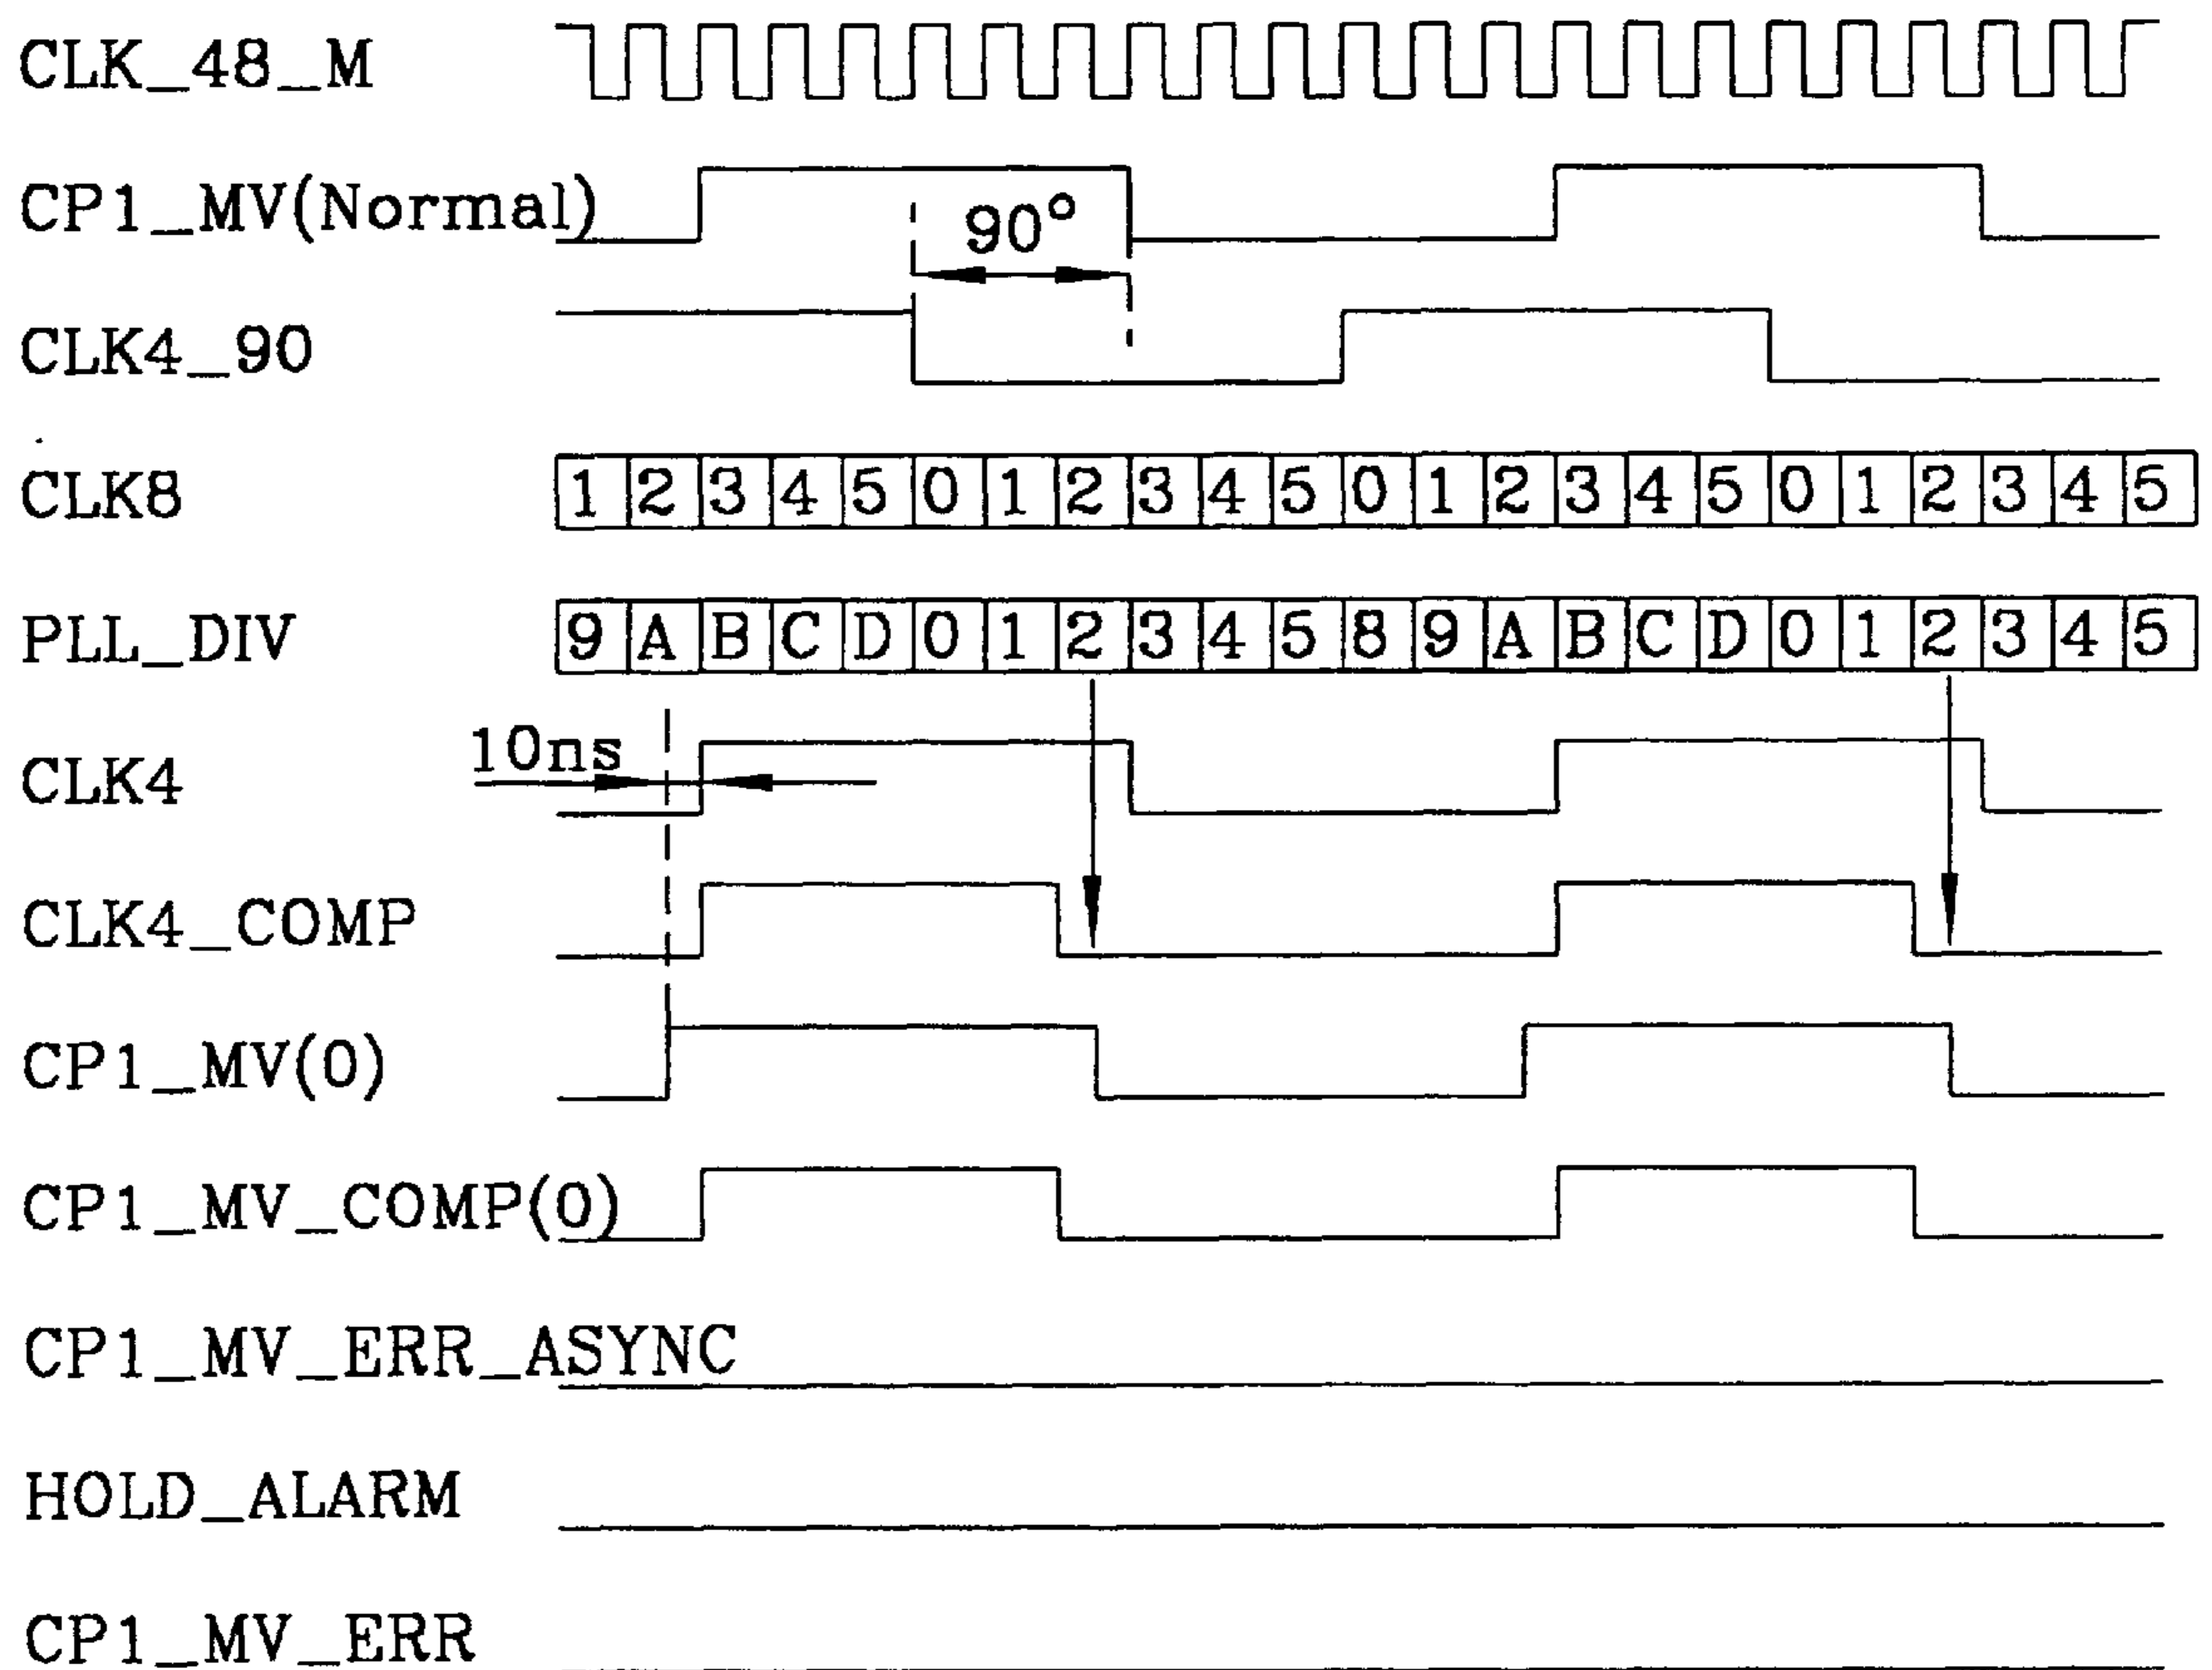 CLK_48_M
CP1_MV(Normal)
90°
CLK4_90
CLK8 1 2 3 4 5 0 1 2 3 4 5 0 1 2 3 4 5 0 1 2 3 4 5
PLL_DIV 9 A B C D 0 1 2 3 4 5 8 9 A B C D 0 1 2 3 4 5
10ns
CLK4
CLK4_COMP
CP1_MV(0)
CP1_MV_COMP(0)
CP1_MV_ERR_ASYNC
HOLD_ALARM
CP1_MV_ERR